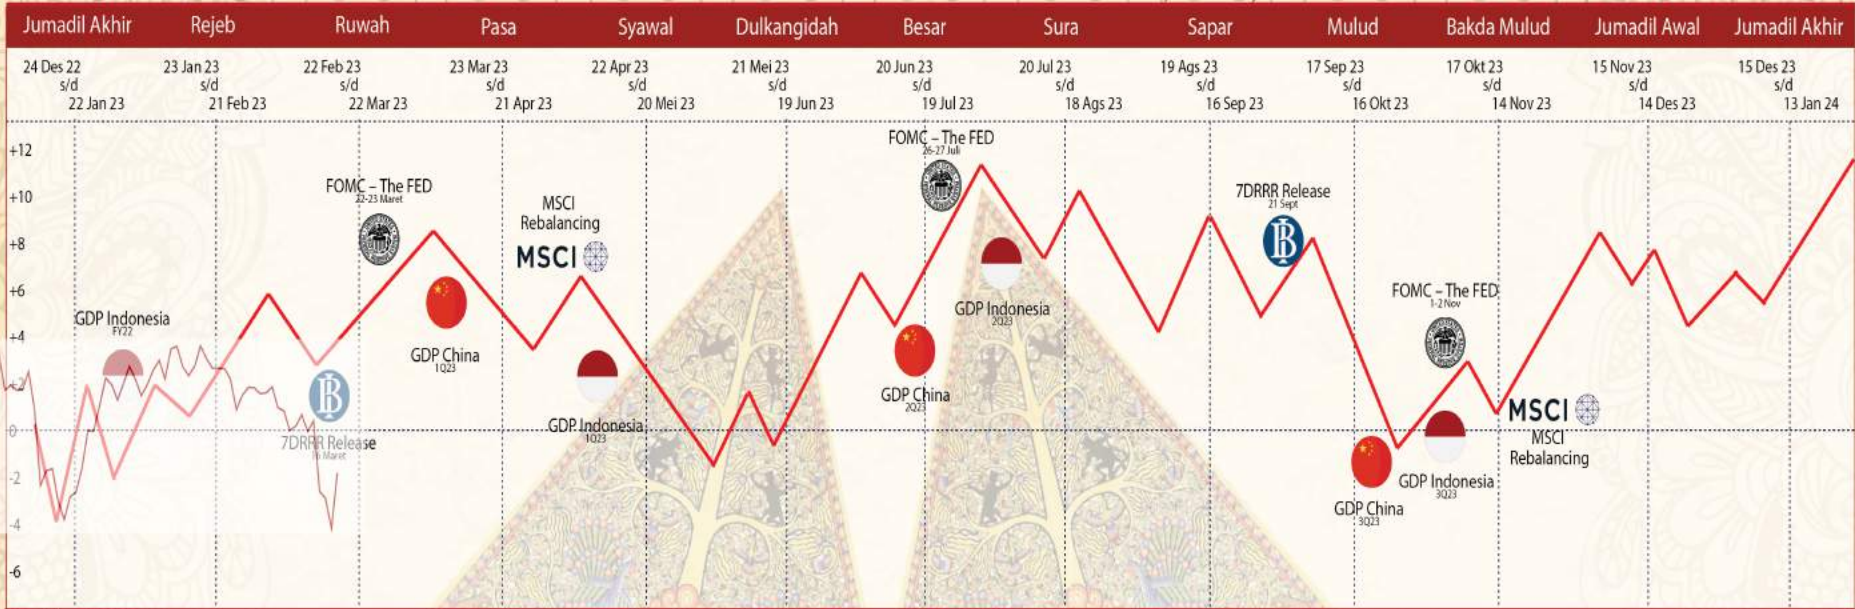 Jumadil Akhir Rejeb Ruwah Pasa Syawal Dulkangidah Besar Sura Sapar Mulud Bakda Mulud Jumadil Awal Jumadil Akhir
24 Des 22 23 Jan 23 22 Feb 23 23 Mar 23 22 Apr 23 21 Mei 23 20 Jun 23 20 Jul 23 19 Ags 23 17 Sep 23 17 Okt 23 15 Nov 23 15 Des 23
s/d s/d s/d s/d s/d s/d s/d s/d s/d s/d s/d s/d s/d
22 Jan 23 21 Feb 23 22 Mar 23 21 Apr 23 20 Mei 23 19 Jun 23 19 Jul 23 18 Ags 23 16 Sep 23 16 Okt 23 14 Nov 23 14 Des 23 13 Jan 24
+12
+10
+8
+6
+4
+2
0
-2
-4
-6
GDP Indonesia
FY22
7DRRR Release
16 Maret
FOMC – The FED
22-23 Maret
GDP China
1Q23
MSCI
Rebalancing
MSCI
GDP Indonesia
1Q23
FOMC – The FED
26-27 Juli
GDP China
2Q23
GDP Indonesia
2Q23
7DRRR Release
21 Sept
GDP China
3Q23
FOMC – The FED
1-2 Nov
GDP Indonesia
3Q23
MSCI
MSCI
Rebalancing